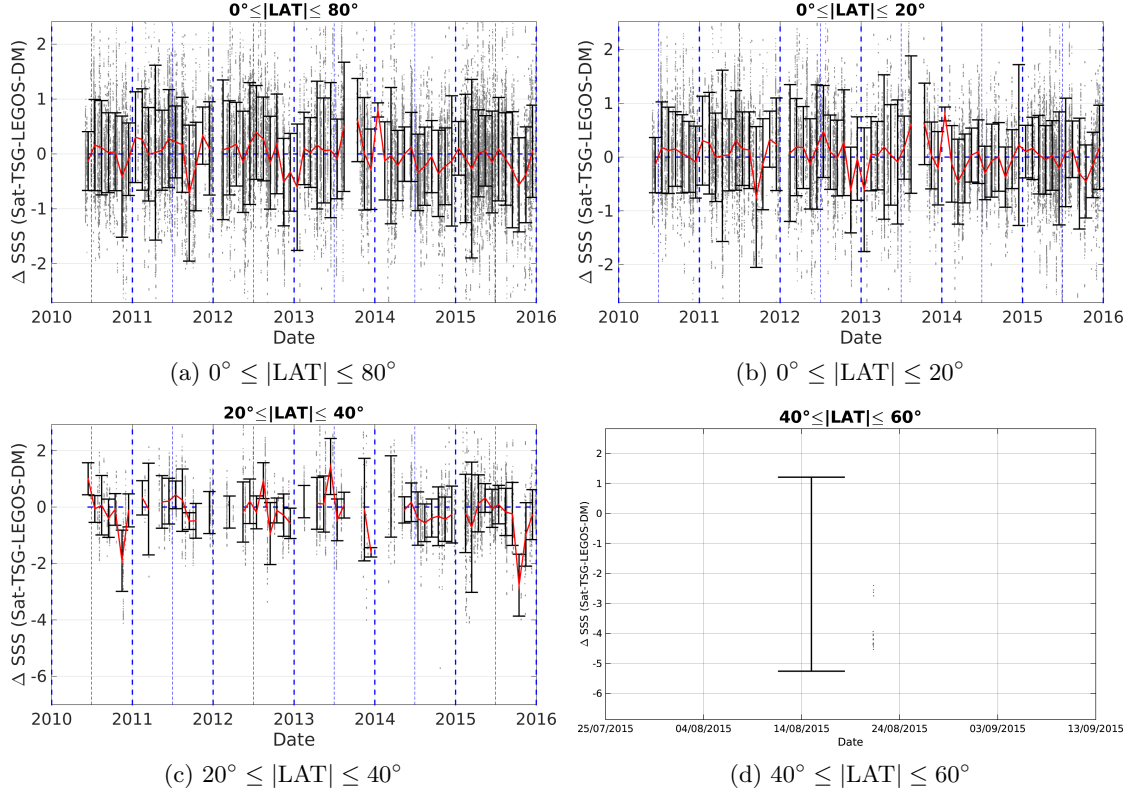 0°≤|LAT|≤ 80°
Δ SSS (Sat-TSG-LEGOS-DM)
2
1
0
-1
-2
2010 2011 2012 2013 2014 2015 2016
Date
(a) 0° ≤ |LAT| ≤ 80°
0°≤|LAT|≤ 20°
Δ SSS (Sat-TSG-LEGOS-DM)
2
1
0
-1
-2
2010 2011 2012 2013 2014 2015 2016
Date
(b) 0° ≤ |LAT| ≤ 20°
20°≤|LAT|≤ 40°
Δ SSS (Sat-TSG-LEGOS-DM)
2
0
-2
-4
-6
2010 2011 2012 2013 2014 2015 2016
Date
(c) 20° ≤ |LAT| ≤ 40°
40°≤|LAT|≤ 60°
Δ SSS (Sat-TSG-LEGOS-DM)
2
1
0
-1
-2
-3
-4
-5
-6
25/07/2015 04/08/2015 14/08/2015 24/08/2015 03/09/2015 13/09/2015
Date
(d) 40° ≤ |LAT| ≤ 60°